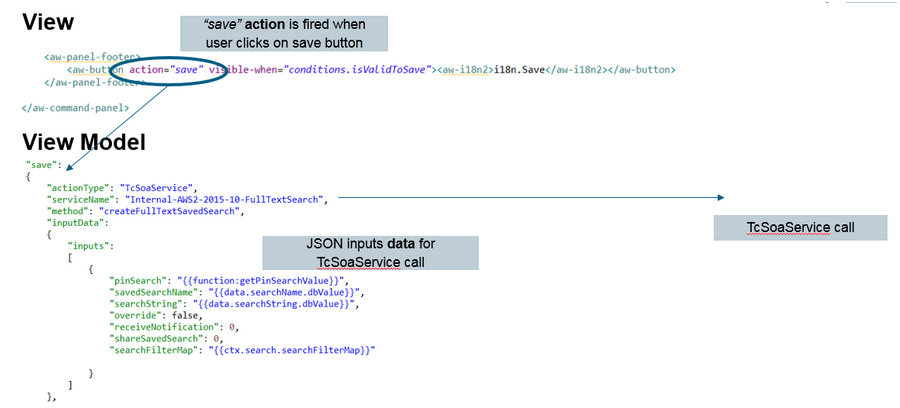 View
“save” action is fired when
user clicks on save button
<aw-panel-footer>
<aw-button action="save" visible-when="conditions.isValidToSave"><aw-i18n2>i18n.Save</aw-i18n2></aw-button>
</aw-panel-footer>
</aw-command-panel>
View Model
"save":
{
"actionType": "TcSoaService",
"serviceName": "Internal-AWS2-2015-10-FullTextSearch",
"method": "createFullTextSavedSearch",
"inputData":
{
TcSoaService call
"inputs":
[
JSON inputs data for
TcSoaService call
{
"pinSearch": "{{function:getPinSearchValue}}",
"savedSearchName": "{{data.searchName.dbValue}}",
"searchString": "{{data.searchString.dbValue}}",
"override": false,
"receiveNotification": 0,
"shareSavedSearch": 0,
"searchFilterMap": "{{ctx.search.searchFilterMap}}"
}
]
},